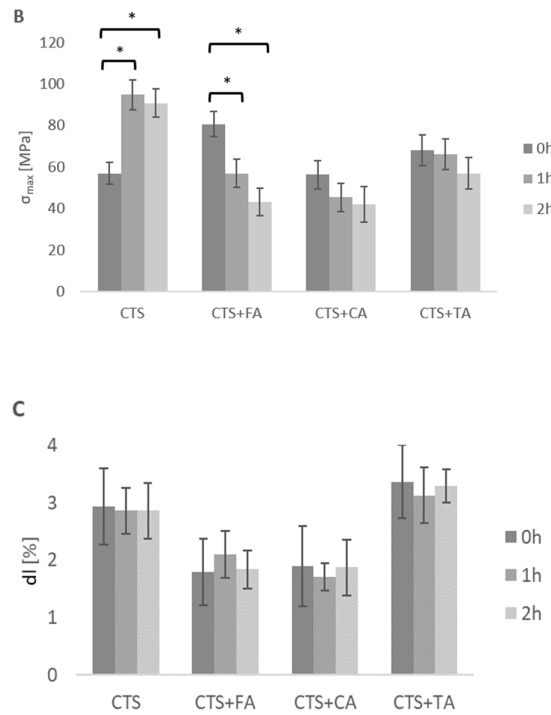 B
* * * *
120
100
80
60
40
20
0
σmax [MPa]
CTS CTS+FA CTS+CA CTS+TA
0h
1h
2h
C
4
3
2
1
0
dl [%]
CTS CTS+FA CTS+CA CTS+TA
0h
1h
2h